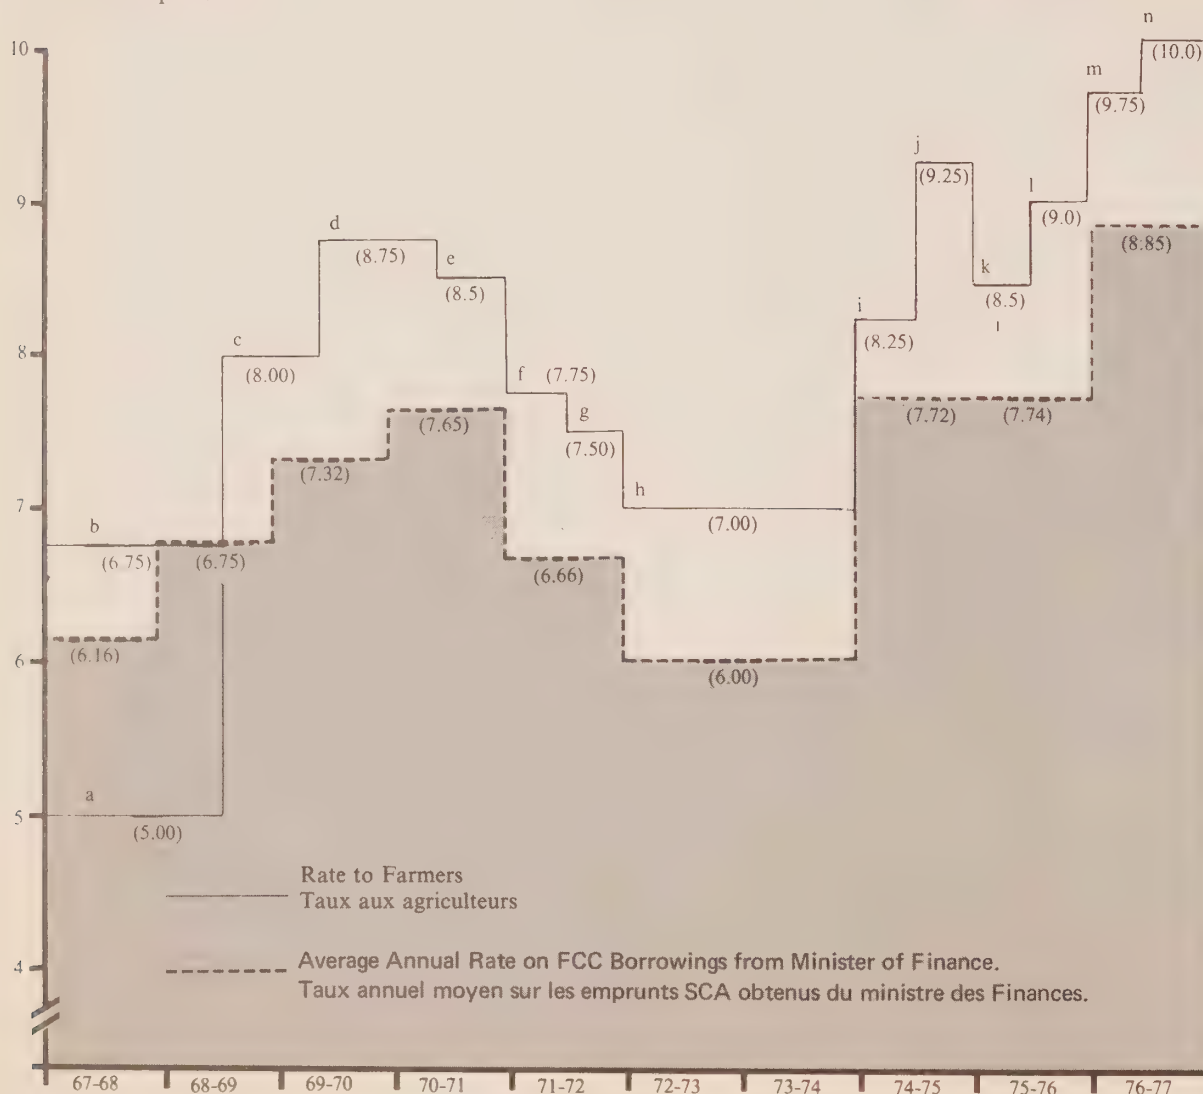 n
10
(10.0)
m
(9.75)
j
(9.25)
l
9
(9.0)
d
(8.75)
e
(8.5)
k
(8.5)
(8.85)
i
(8.25)
c
8
(8.00)
f (7.75)
g
(7.50)
(7.65)
(7.72) (7.74)
(7.32)
h
7
(7.00)
b
(6.75) (6.75)
(6.66)
(6.16)
6
(6.00)
a
5
(5.00)
Rate to Farmers
Taux aux agriculteurs
Average Annual Rate on FCC Borrowings from Minister of Finance.
Taux annuel moyen sur les emprunts SCA obtenus du ministre des Finances.
4
67-68 68-69 69-70 70-71 71-72 72-73 73-74 74-75 75-76 76-77